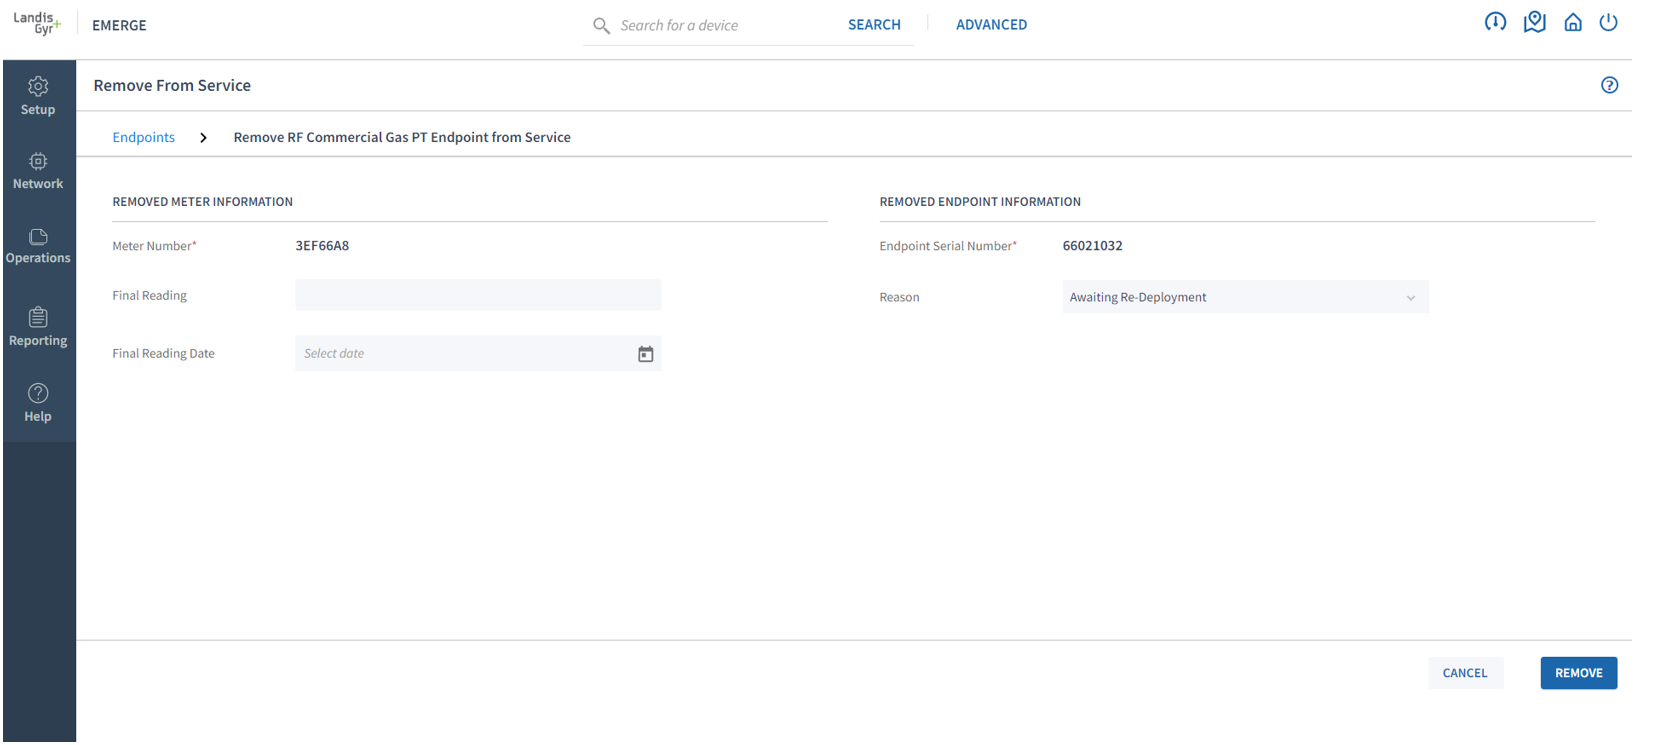 Landis
Gyr+
EMERGE
Search for a device
SEARCH
ADVANCED
Setup
Network
Operations
Reporting
Help
Remove From Service
Endpoints
Remove RF Commercial Gas PT Endpoint from Service
REMOVED METER INFORMATION
Meter Number* 3EF66A8
Final Reading
Final Reading Date Select date
REMOVED ENDPOINT INFORMATION
Endpoint Serial Number* 66021032
Reason Awaiting Re-Deployment
CANCEL
REMOVE